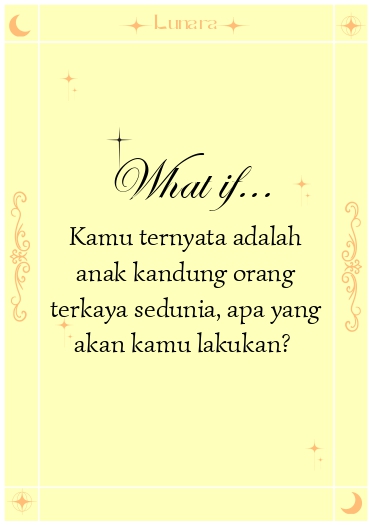 Lunara
What if...
Kamu ternyata adalah
anak kandung orang
terkaya sedunia, apa yang
akan kamu lakukan?